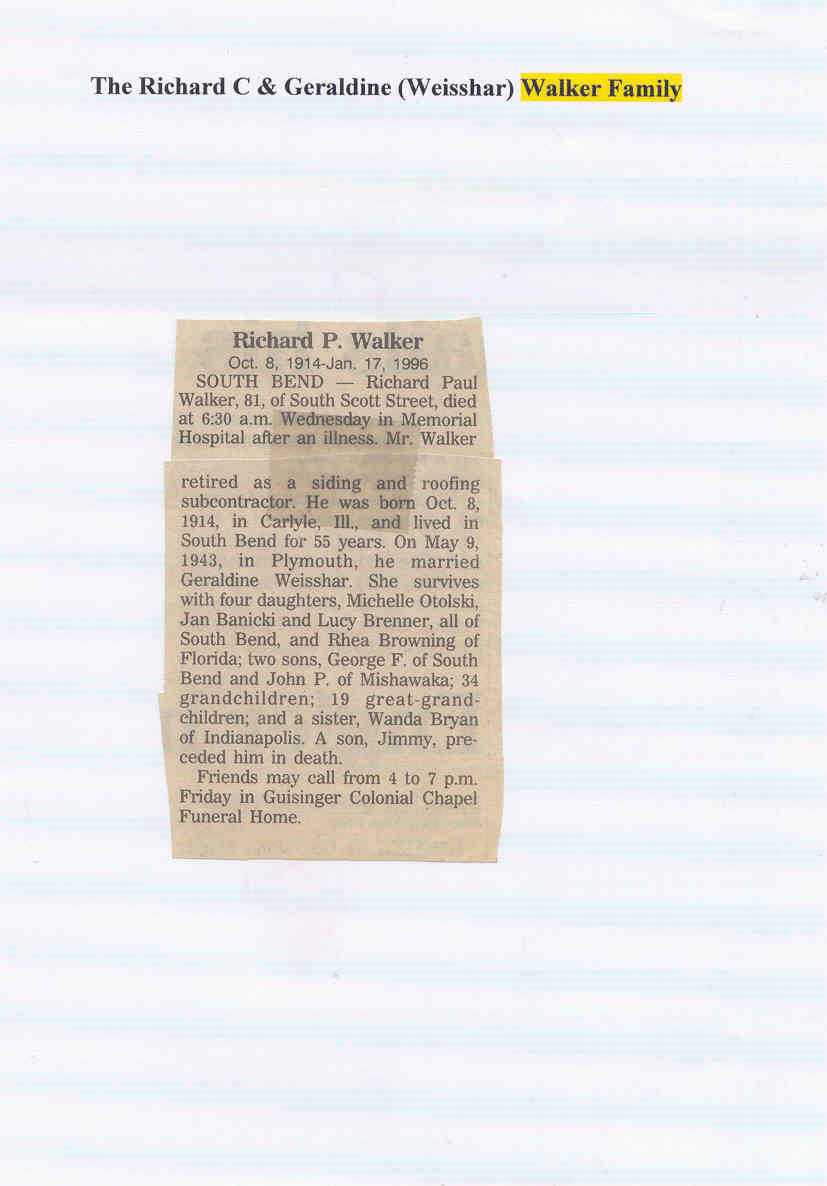 The Richard C & Geraldine (Weisshar) Walker Family
Richard P. Walker
Oct. 8, 1914-Jan. 17, 1996
SOUTH BEND — Richard Paul
Walker, 81, of South Scott Street, died
at 6:30 a.m. Wednesday in Memorial
Hospital after an illness. Mr. Walker
retired as a siding and roofing
subcontractor. He was born Oct. 8,
1914, in Carlyle, Ill., and lived in
South Bend for 55 years. On May 9,
1943, in Plymouth, he married
Geraldine Weisshar. She survives
with four daughters, Michelle Otolski,
Jan Banicki and Lucy Brenner, all of
South Bend, and Rhea Browning of
Florida; two sons, George F. of South
Bend and John P. of Mishawaka; 34
grandchildren; 19 great-grand-
children; and a sister, Wanda Bryan
of Indianapolis. A son, Jimmy, pre-
ceded him in death.
Friends may call from 4 to 7 p.m.
Friday in Guisinger Colonial Chapel
Funeral Home.